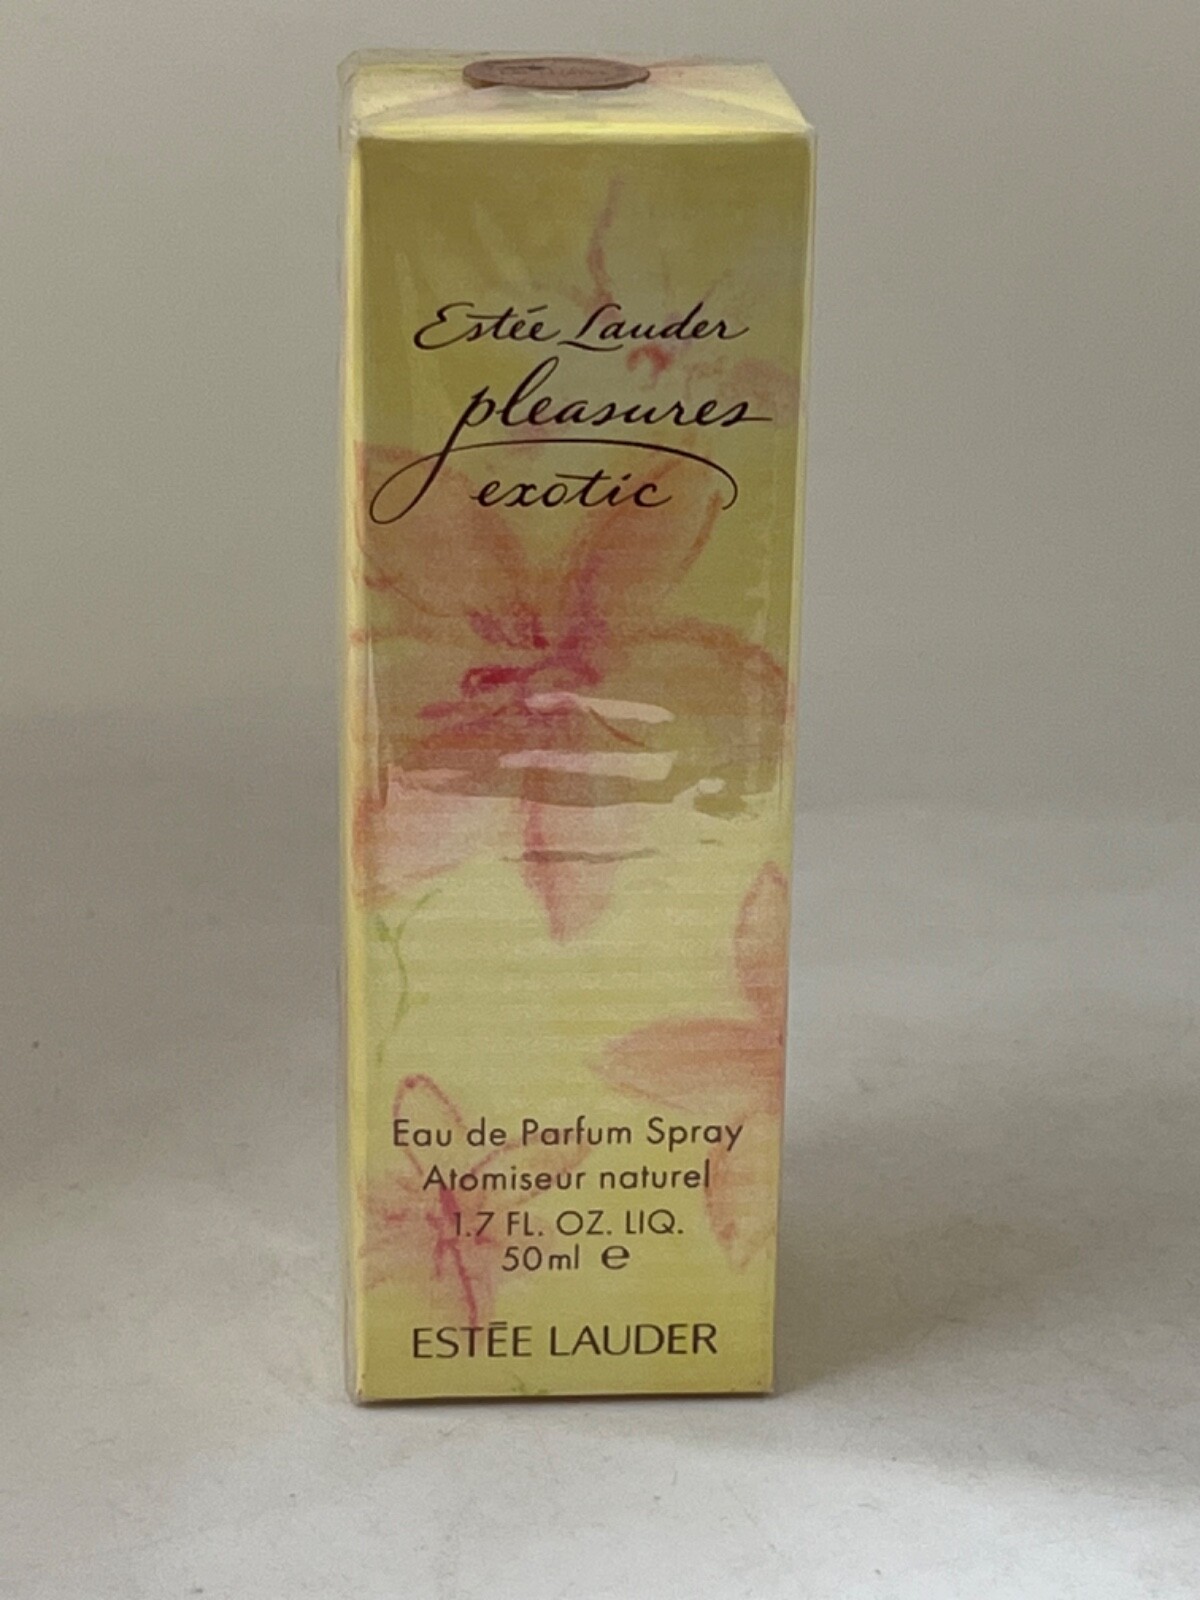 Estée Lauder
pleasures
exotic
Eau de Parfum Spray
Atomiseur naturel
1.7 FL. OZ. LIQ.
50ml ℮
ESTĒE LAUDER